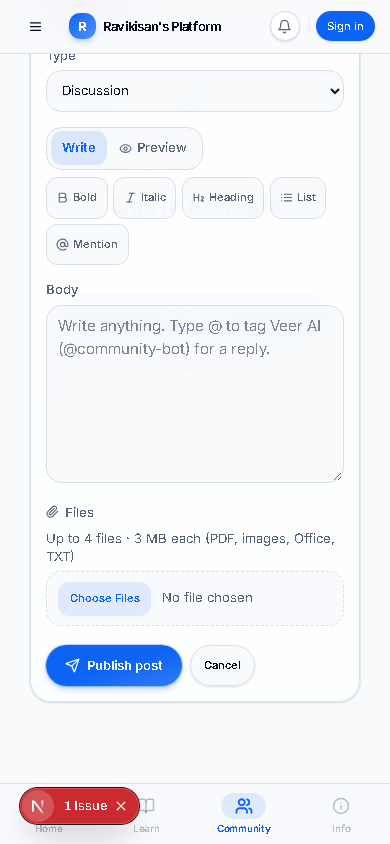 R Ravikisan's Platform Sign in
Type
Discussion
Write Preview
B Bold I Italic H2 Heading List
@ Mention
Body
Write anything. Type @ to tag Veer AI
(@community-bot) for a reply.
Files
Up to 4 files · 3 MB each (PDF, images, Office,
TXT)
Choose Files No file chosen
Publish post Cancel
N 1 Issue
Home Learn Community Info